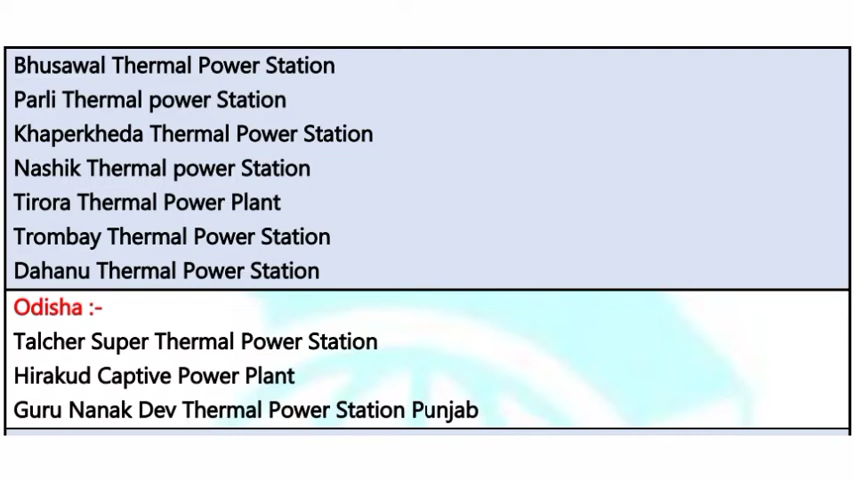 Bhusawal Thermal Power Station
Parli Thermal power Station
Khaperkheda Thermal Power Station
Nashik Thermal power Station
Tirora Thermal Power Plant
Trombay Thermal Power Station
Dahanu Thermal Power Station
Odisha :-
Talcher Super Thermal Power Station
Hirakud Captive Power Plant
Guru Nanak Dev Thermal Power Station Punjab